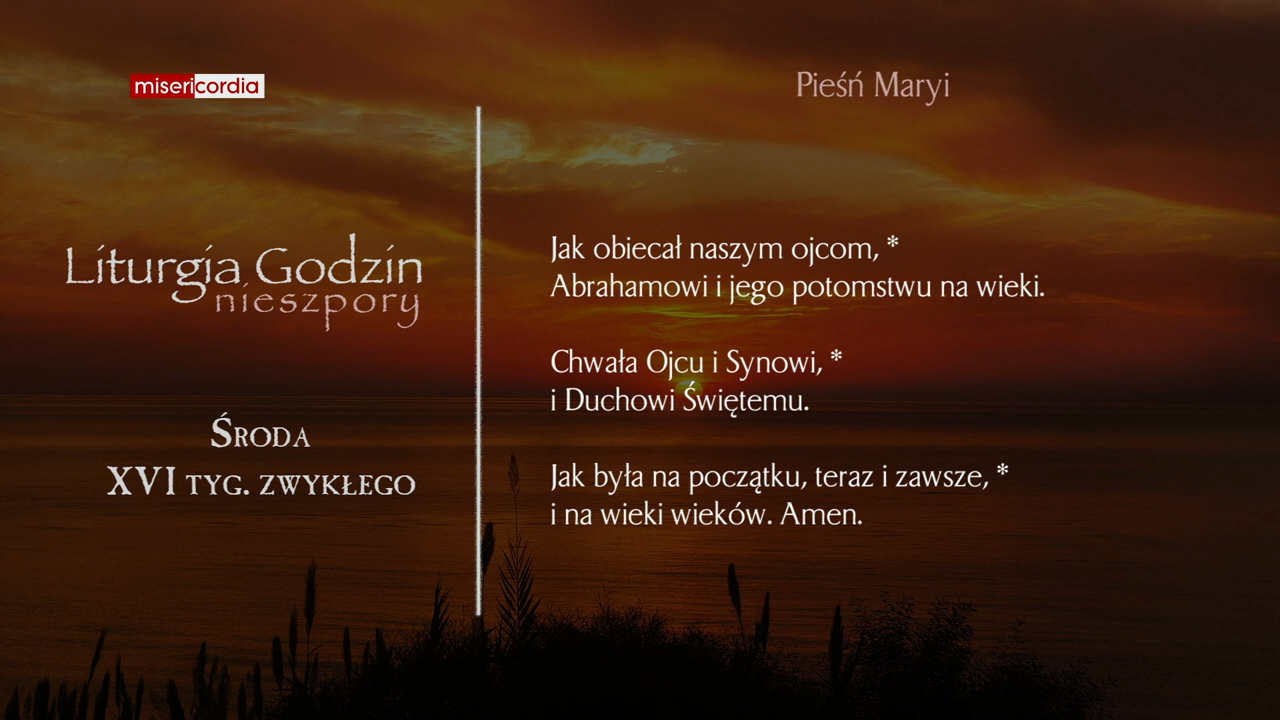 misericordia
Pieśń Maryi
Liturgia Godzin
nieszpory
Środa
XVI tyg. zwykłego
Jak obiecał naszym ojcom, *
Abrahamowi i jego potomstwu na wieki.
Chwała Ojcu i Synowi, *
i Duchowi Świętemu.
Jak była na początku, teraz i zawsze, *
i na wieki wieków. Amen.